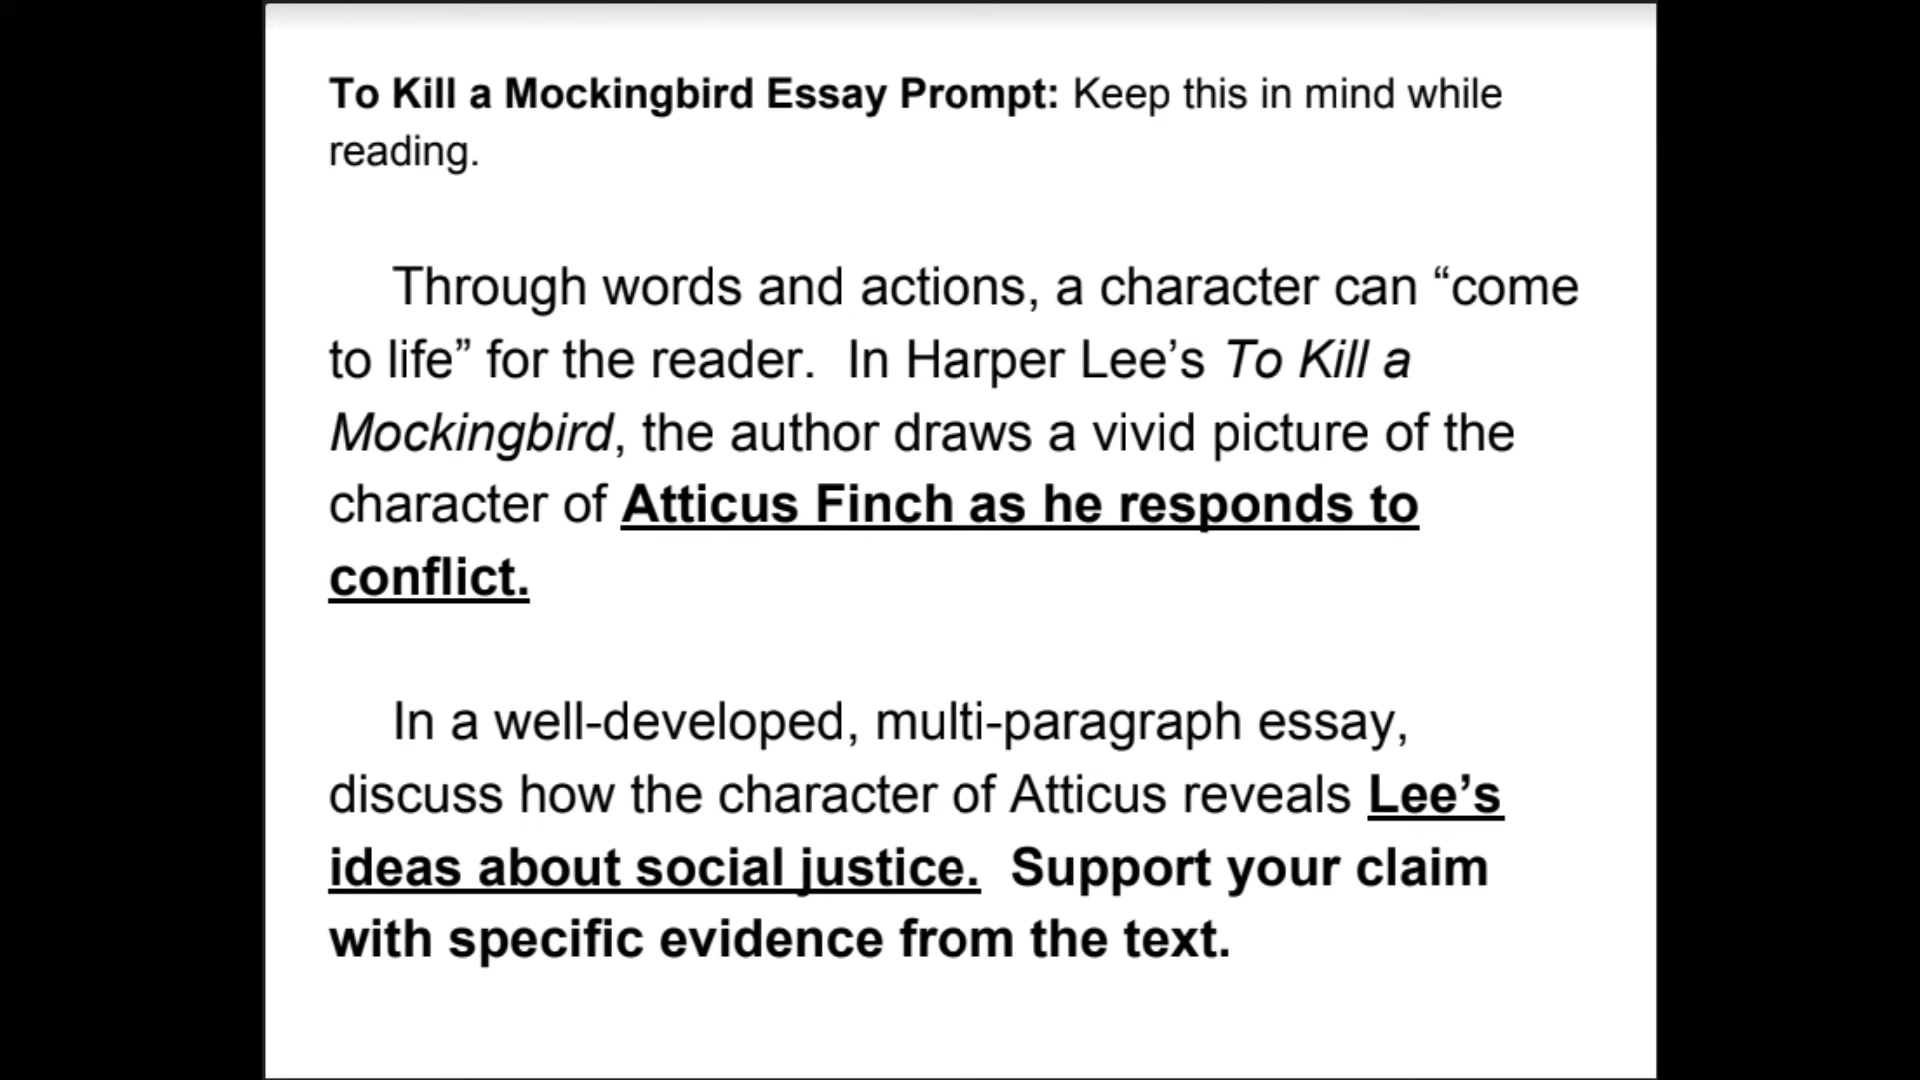 To Kill a Mockingbird Essay Prompt: Keep this in mind while
reading.
Through words and actions, a character can “come
to life” for the reader.  In Harper Lee’s To Kill a
Mockingbird, the author draws a vivid picture of the
character of Atticus Finch as he responds to
conflict.
In a well-developed, multi-paragraph essay,
discuss how the character of Atticus reveals Lee’s
ideas about social justice.  Support your claim
with specific evidence from the text.